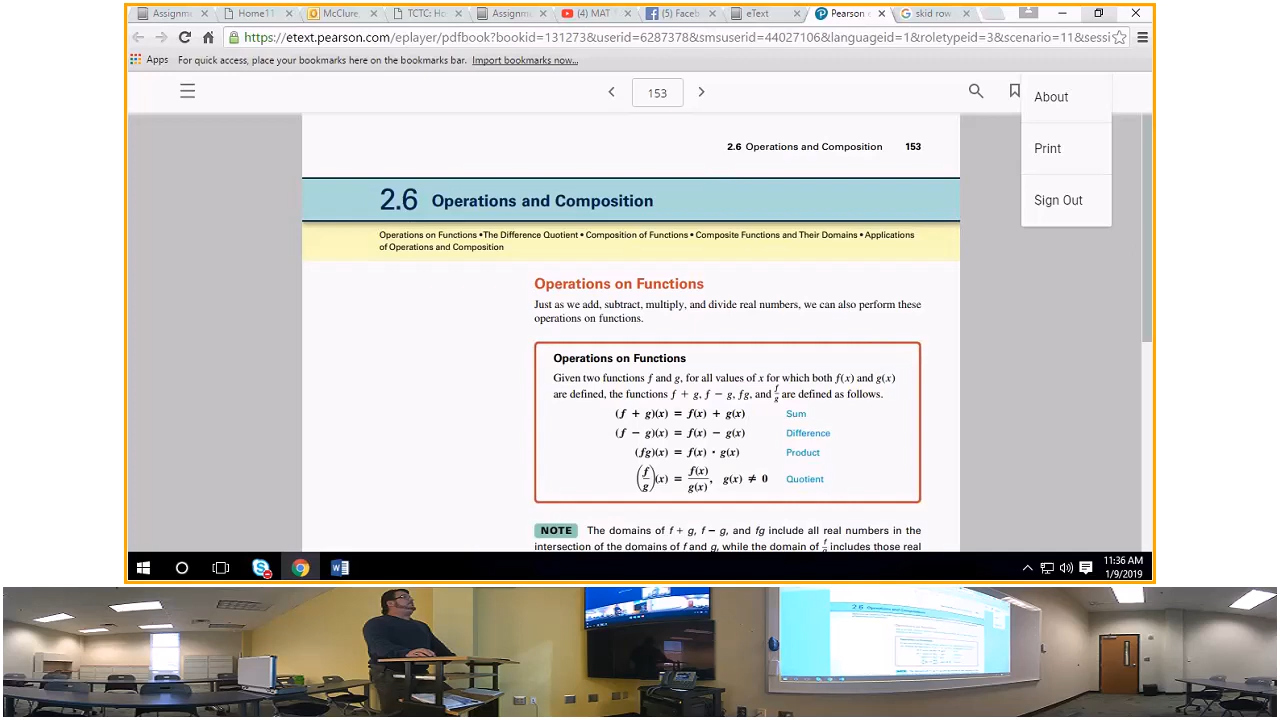 Assignm
Home11
McClure,
TCTC: Ho
Assignm
(4) MAT
(5) Faceb
eText
Pearson e
skid row
https://etext.pearson.com/eplayer/pdfbook?bookid=131273&userid=6287378&smsuserid=44027106&languageid=1&roletypeid=3&scenario=11&sessi
Apps For quick access, place your bookmarks here on the bookmarks bar. Import bookmarks now...
153
About
Print
Sign Out
2.6 Operations and Composition 153
2.6 Operations and Composition
Operations on Functions • The Difference Quotient • Composition of Functions • Composite Functions and Their Domains • Applications
of Operations and Composition
Operations on Functions
Just as we add, subtract, multiply, and divide real numbers, we can also perform these
operations on functions.
Operations on Functions
Given two functions f and g, for all values of x for which both f(x) and g(x)
are defined, the functions f + g, f − g, fg, and f/g are defined as follows.
(f + g)(x) = f(x) + g(x) Sum
(f − g)(x) = f(x) − g(x) Difference
(fg)(x) = f(x) · g(x) Product
(f/g)(x) = f(x)/g(x), g(x) ≠ 0 Quotient
NOTE The domains of f + g, f − g, and fg include all real numbers in the
intersection of the domains of f and g, while the domain of f/g includes those real
11:36 AM
1/9/2019
2.6 Operations and Composition